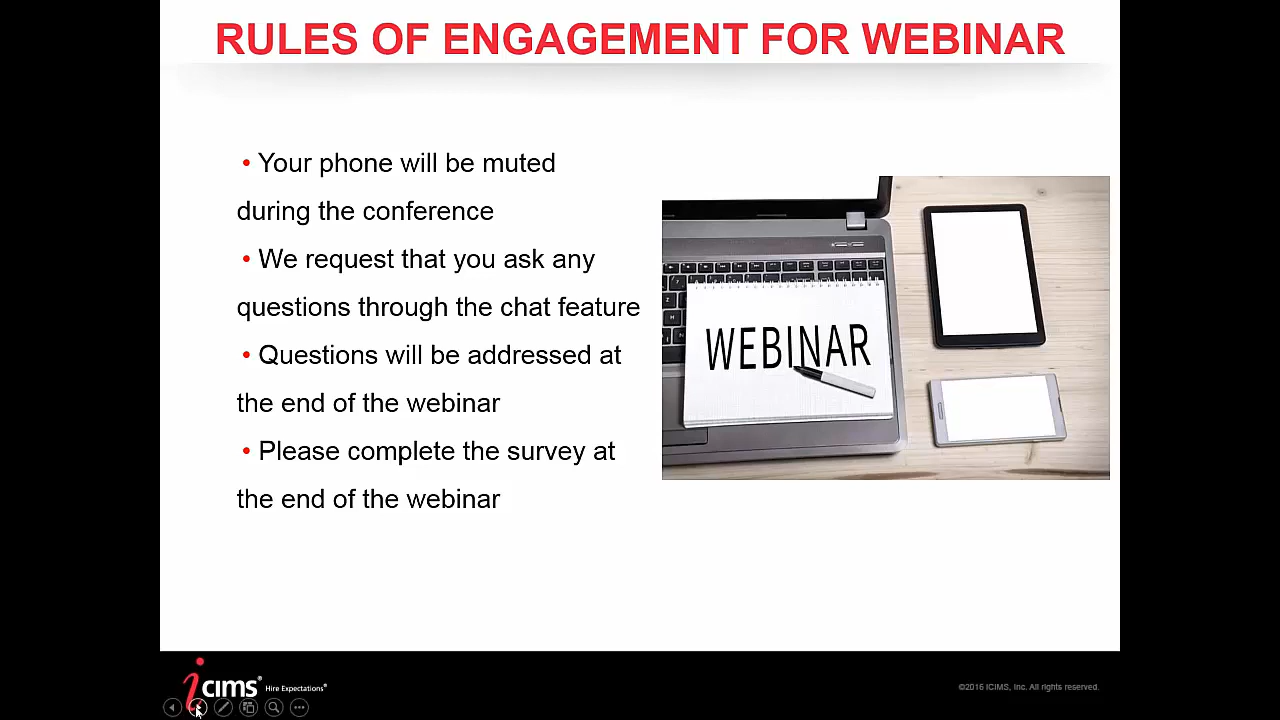 RULES OF ENGAGEMENT FOR WEBINAR
• Your phone will be muted
during the conference
• We request that you ask any
questions through the chat feature
• Questions will be addressed at
the end of the webinar
• Please complete the survey at
the end of the webinar
WEBINAR
icims® Hire Expectations®
©2016 ICIMS, Inc. All rights reserved.